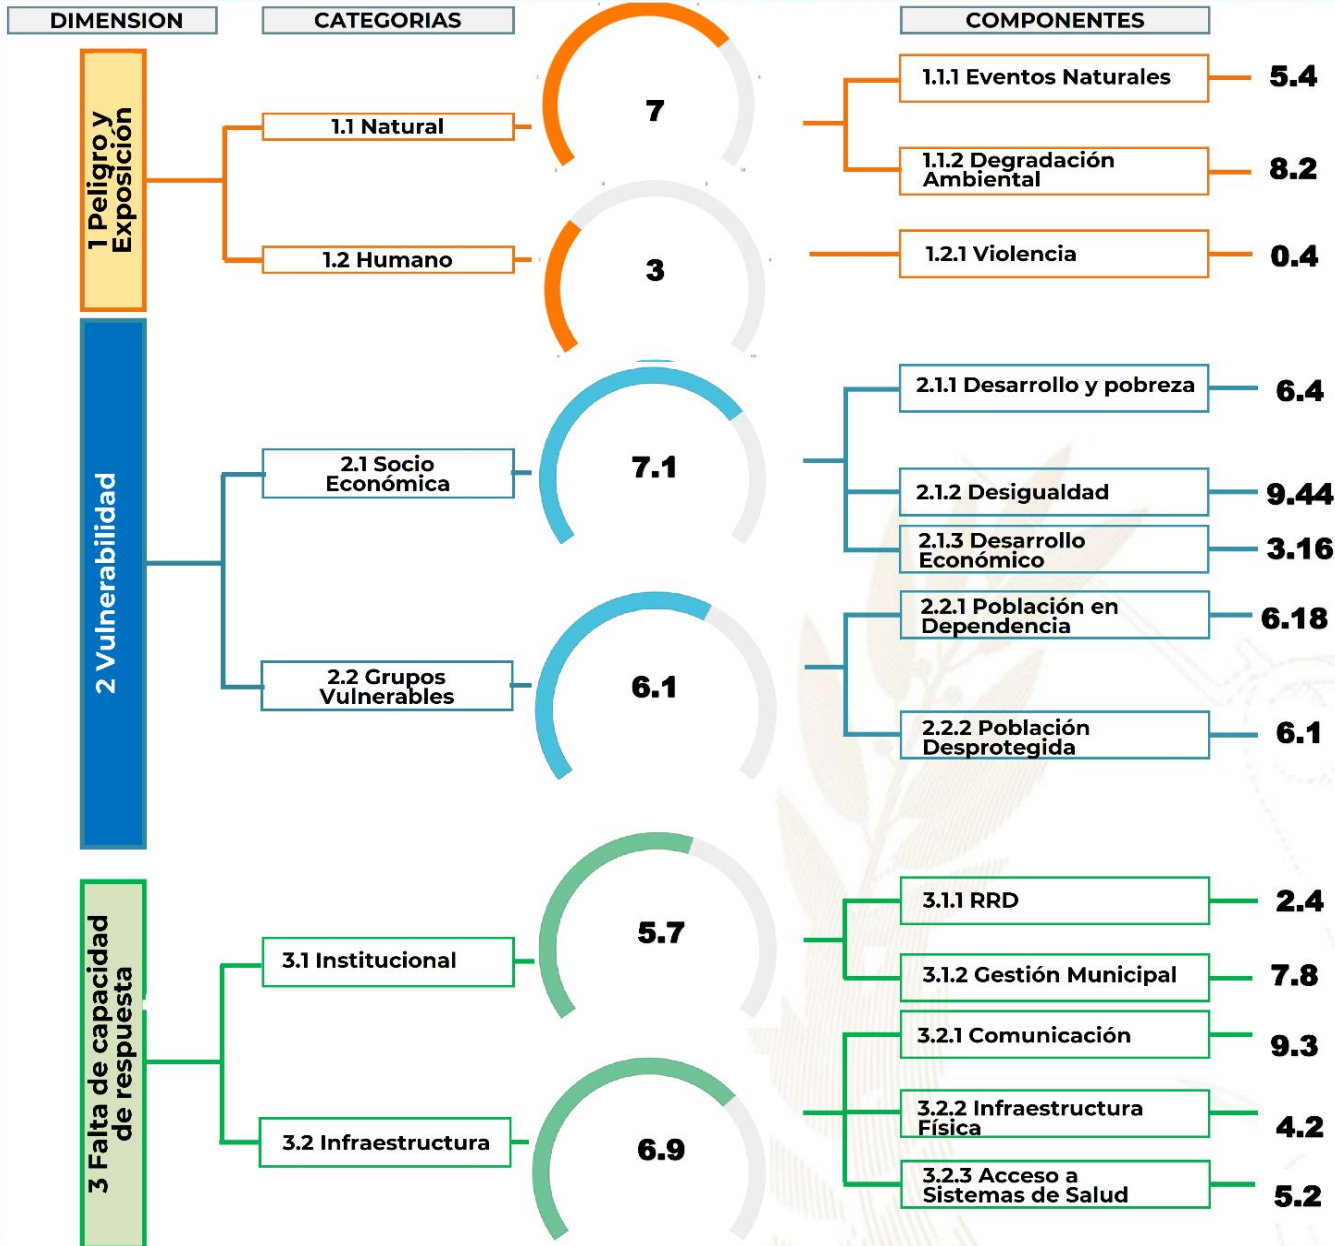 DIMENSION
CATEGORIAS
COMPONENTES
1 Peligro y
Exposición
1.1 Natural
7
1.1.1 Eventos Naturales
5.4
1.1.2 Degradación
Ambiental
8.2
1.2 Humano
3
1.2.1 Violencia
0.4
2 Vulnerabilidad
2.1 Socio
Económica
7.1
2.1.1 Desarrollo y pobreza
6.4
2.1.2 Desigualdad
9.44
2.1.3 Desarrollo
Económico
3.16
2.2 Grupos
Vulnerables
6.1
2.2.1 Población en
Dependencia
6.18
2.2.2 Población
Desprotegida
6.1
3 Falta de capacidad
de respuesta
3.1 Institucional
5.7
3.1.1 RRD
2.4
3.1.2 Gestión Municipal
7.8
3.2 Infraestructura
6.9
3.2.1 Comunicación
9.3
3.2.2 Infraestructura
Física
4.2
3.2.3 Acceso a
Sistemas de Salud
5.2